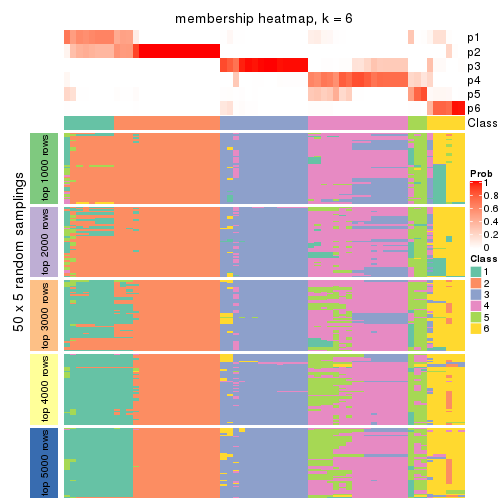 membership heatmap, k = 6
p1
p2
p3
p4
p5
p6
Class
50 x 5 random samplings
top 1000 rows
top 2000 rows
top 3000 rows
top 4000 rows
top 5000 rows
Prob
1
0.8
0.6
0.4
0.2
0
Class
1
2
3
4
5
6